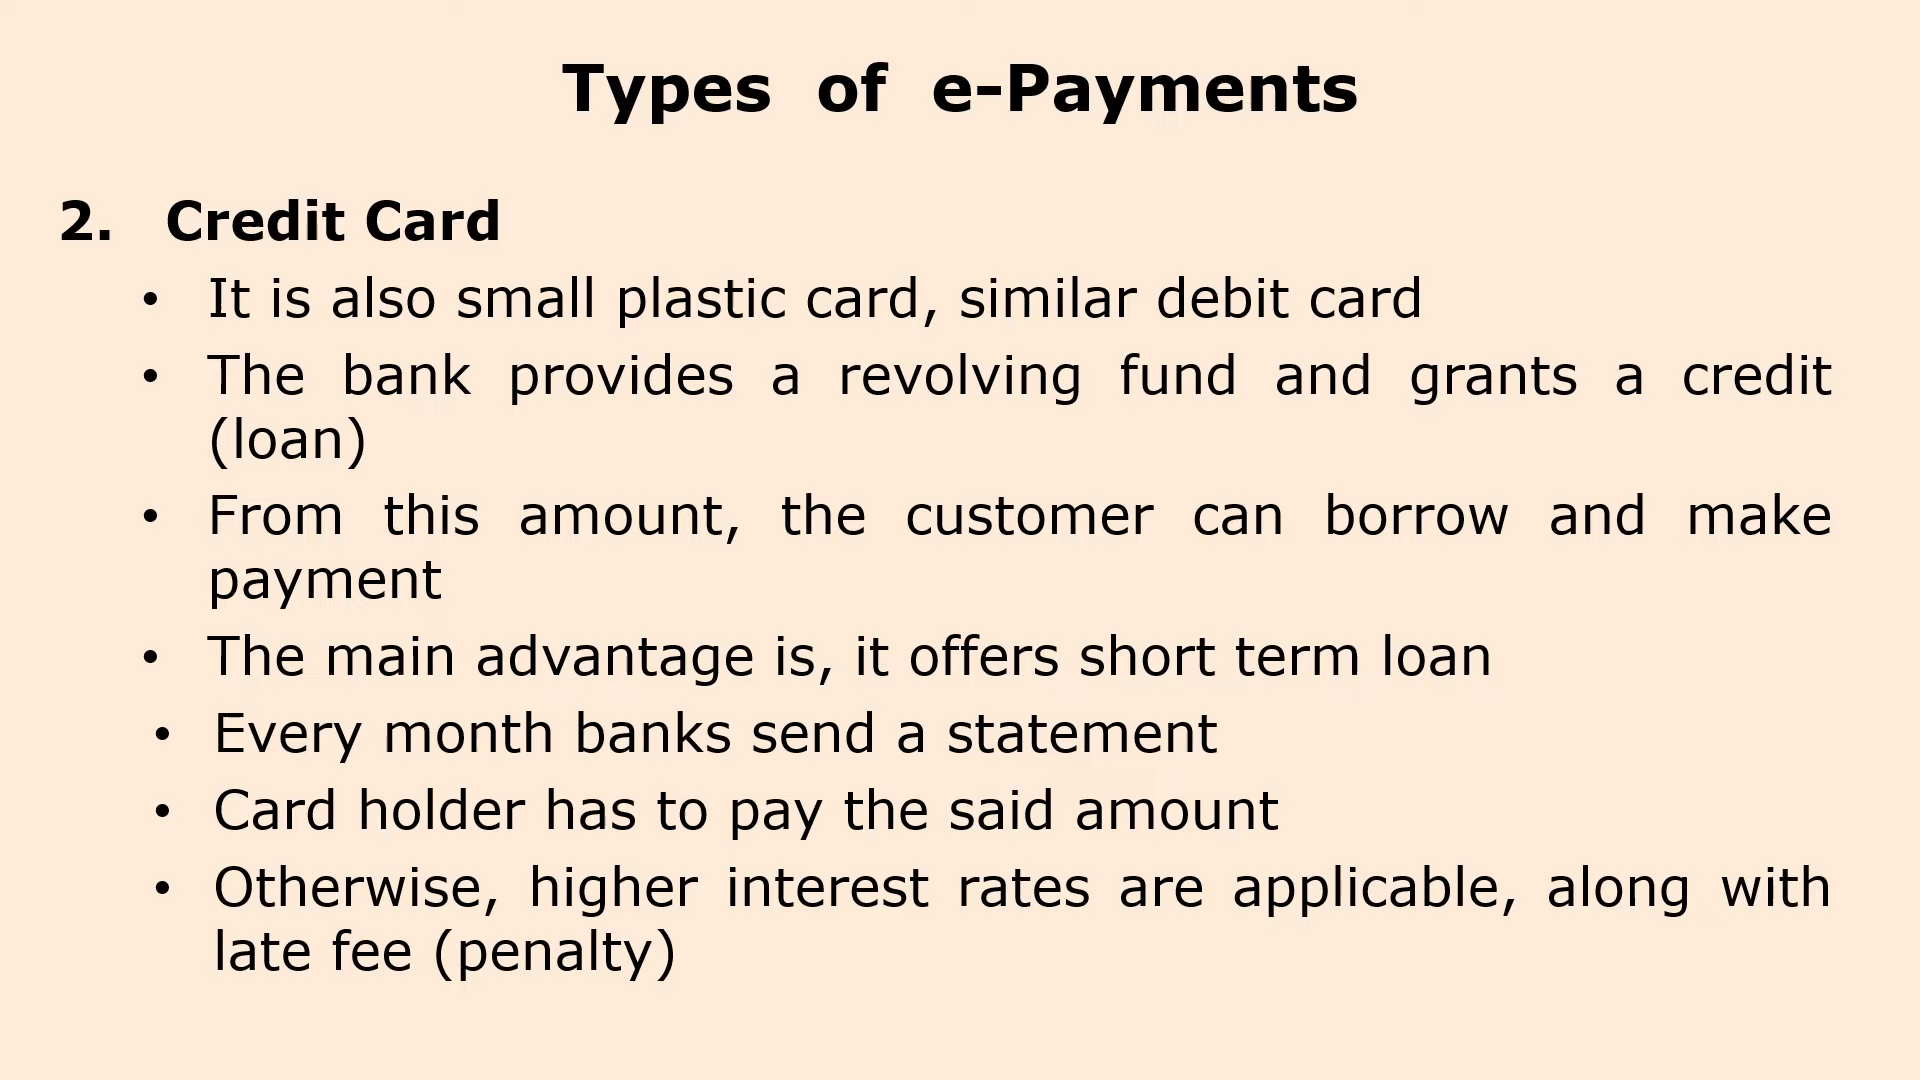 Types of e-Payments
2. Credit Card
• It is also small plastic card, similar debit card
• The bank provides a revolving fund and grants a credit
(loan)
• From this amount, the customer can borrow and make
payment
• The main advantage is, it offers short term loan
• Every month banks send a statement
• Card holder has to pay the said amount
• Otherwise, higher interest rates are applicable, along with
late fee (penalty)